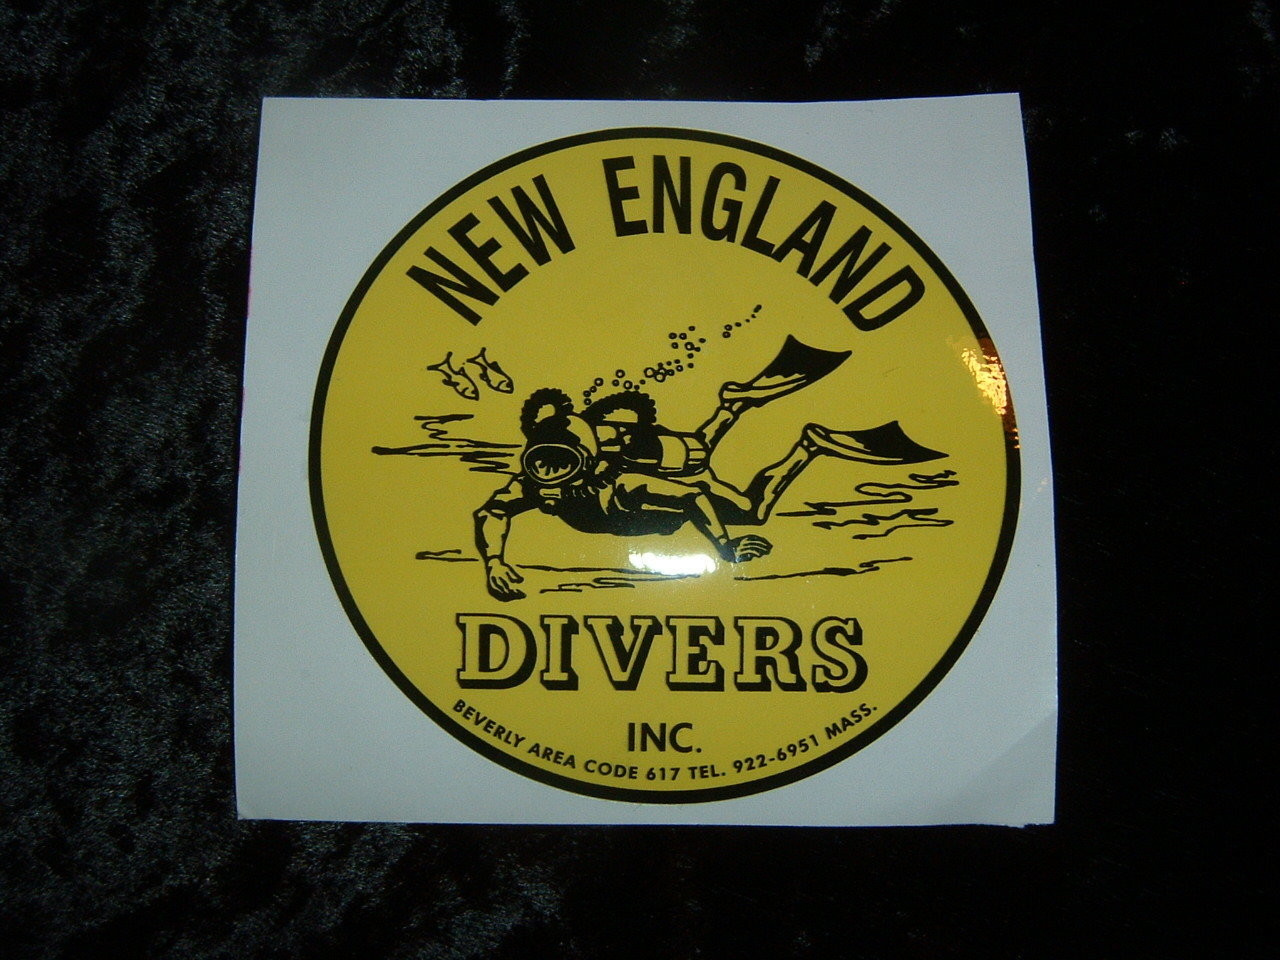 NEW ENGLAND
DIVERS
INC.
BEVERLY AREA CODE 617 TEL. 922-6951 MASS.